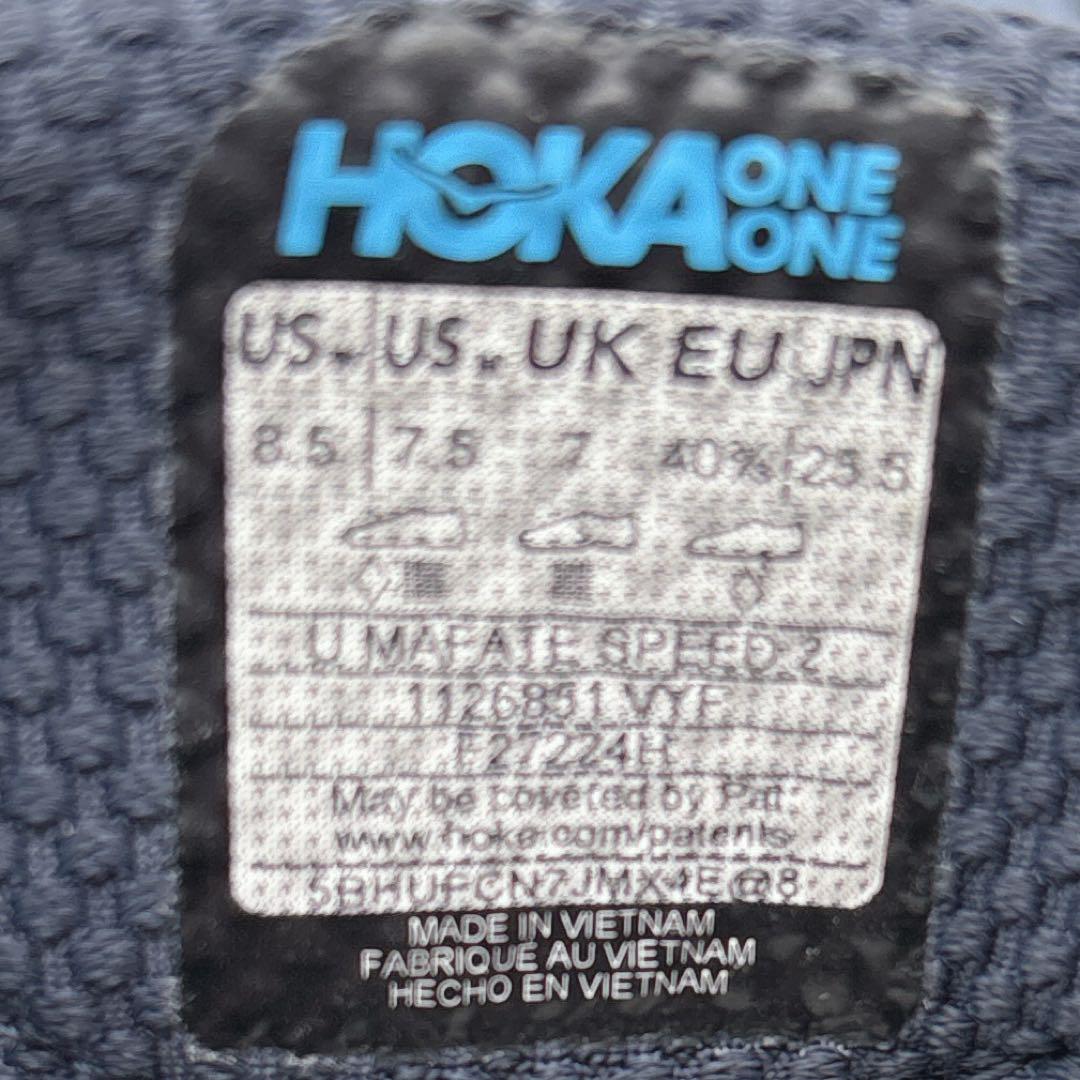 HOKA ONE ONE
US. US. UK EU JPN
8.5 7.5 7 40⅔ 25.5
U MAFATE SPEED 2
1126851 VYF
F27224H
May be covered by Pat:
www.hoka.com/patents
MADE IN VIETNAM
FABRIQUE AU VIETNAM
HECHO EN VIETNAM